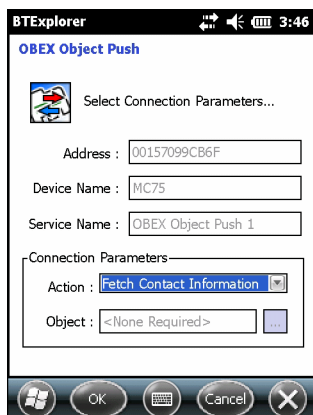 BTExplorer 3:46
OBEX Object Push
Select Connection Parameters...
Address : 00157099CB6F
Device Name : MC75
Service Name : OBEX Object Push 1
Connection Parameters
Action : Fetch Contact Information
Object : <None Required> ...
OK Cancel